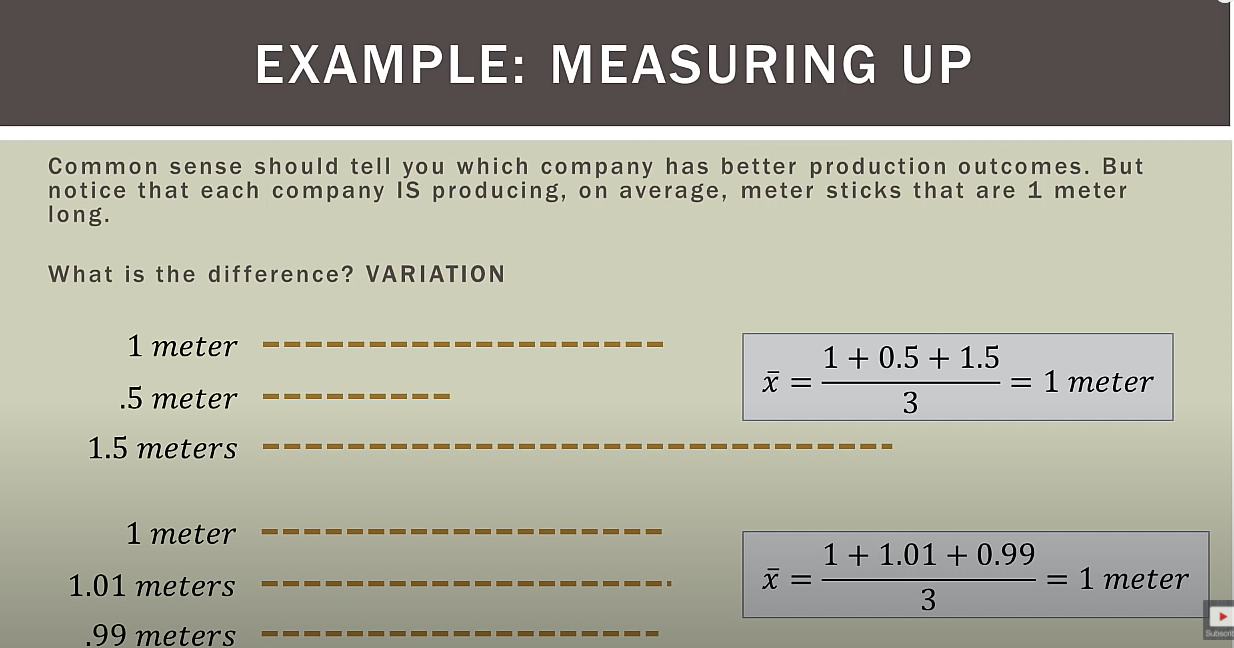 EXAMPLE: MEASURING UP
Common sense should tell you which company has better production outcomes. But
notice that each company IS producing, on average, meter sticks that are 1 meter
long.
What is the difference? VARIATION
1 meter
.5 meter
1.5 meters
x̄ = (1 + 0.5 + 1.5)/3 = 1 meter
1 meter
1.01 meters
.99 meters
x̄ = (1 + 1.01 + 0.99)/3 = 1 meter